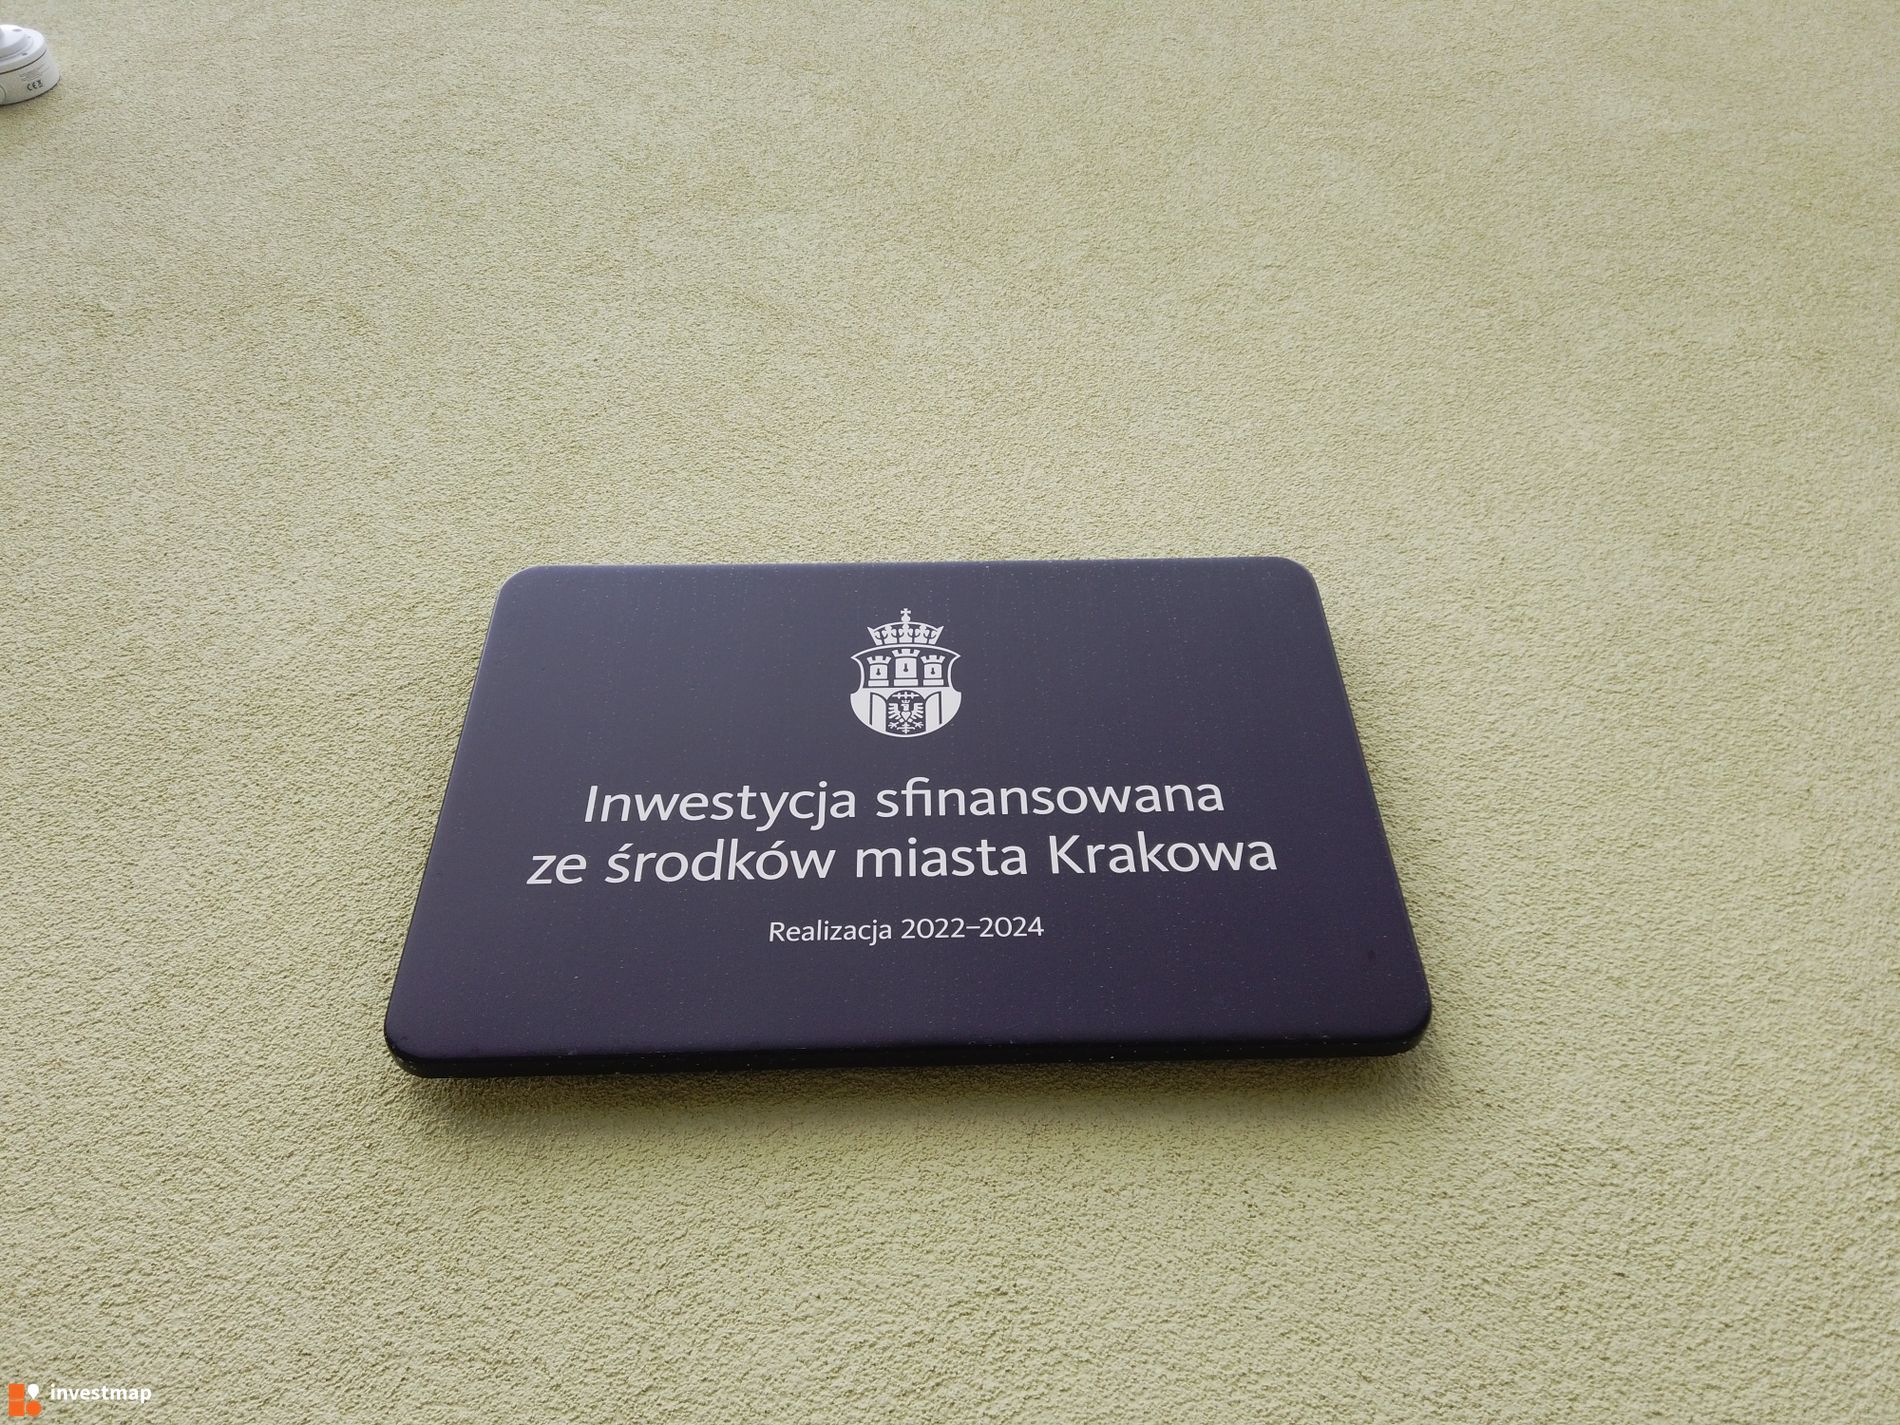 Inwestycja sfinansowana
ze środków miasta Krakowa
Realizacja 2022–2024
investmap